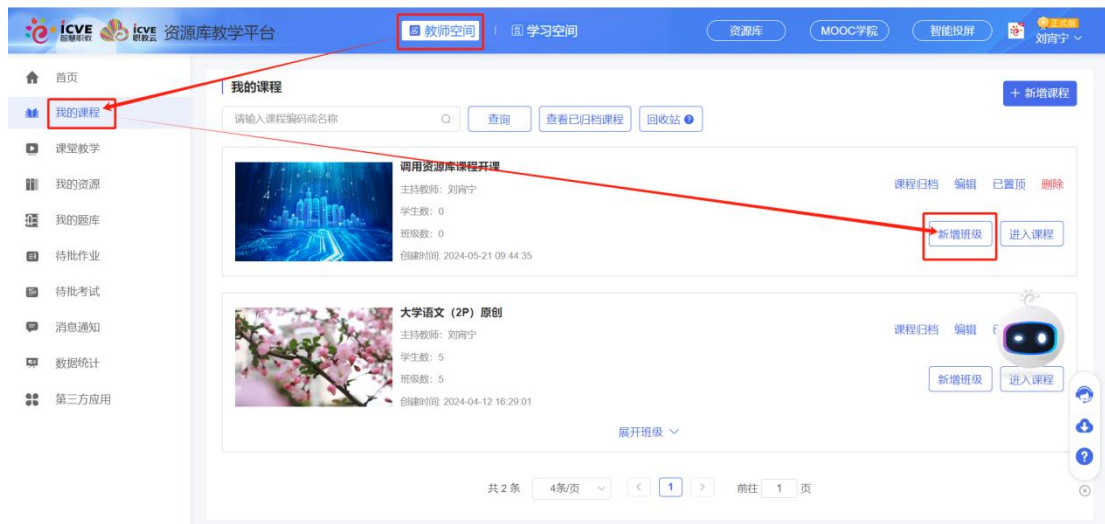 icve 智慧职教 icve 职教云 资源库教学平台 教师空间 学习空间 资源库 MOOC学院 智能投屏 正式版 刘宵宁
首页
我的课程
课堂教学
我的资源
我的题库
待批作业
待批考试
消息通知
数据统计
第三方应用
我的课程
+ 新增课程
请输入课程编码或名称 查询 查看已归档课程 回收站
调用资源库课程开课
主持教师: 刘宵宁
学生数: 0
班级数: 0
创建时间: 2024-05-21 09:44:35
课程归档 编辑 已置顶 删除
新增班级 进入课程
大学语文（2P）原创
主持教师: 刘宵宁
学生数: 5
班级数: 5
创建时间: 2024-04-12 16:29:01
课程归档 编辑
新增班级 进入课程
展开班级
共 2 条 4条/页 < 1 > 前往 1 页